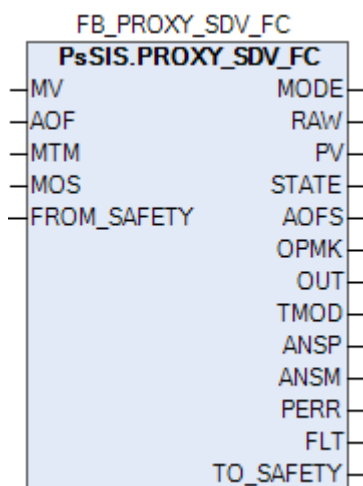 FB_PROXY_SDV_FC
PsSIS.PROXY_SDV_FC
MV MODE
AOF RAW
MTM PV
MOS STATE
FROM_SAFETY AOFS
OPMK
OUT
TMOD
ANSP
ANSM
PERR
FLT
TO_SAFETY